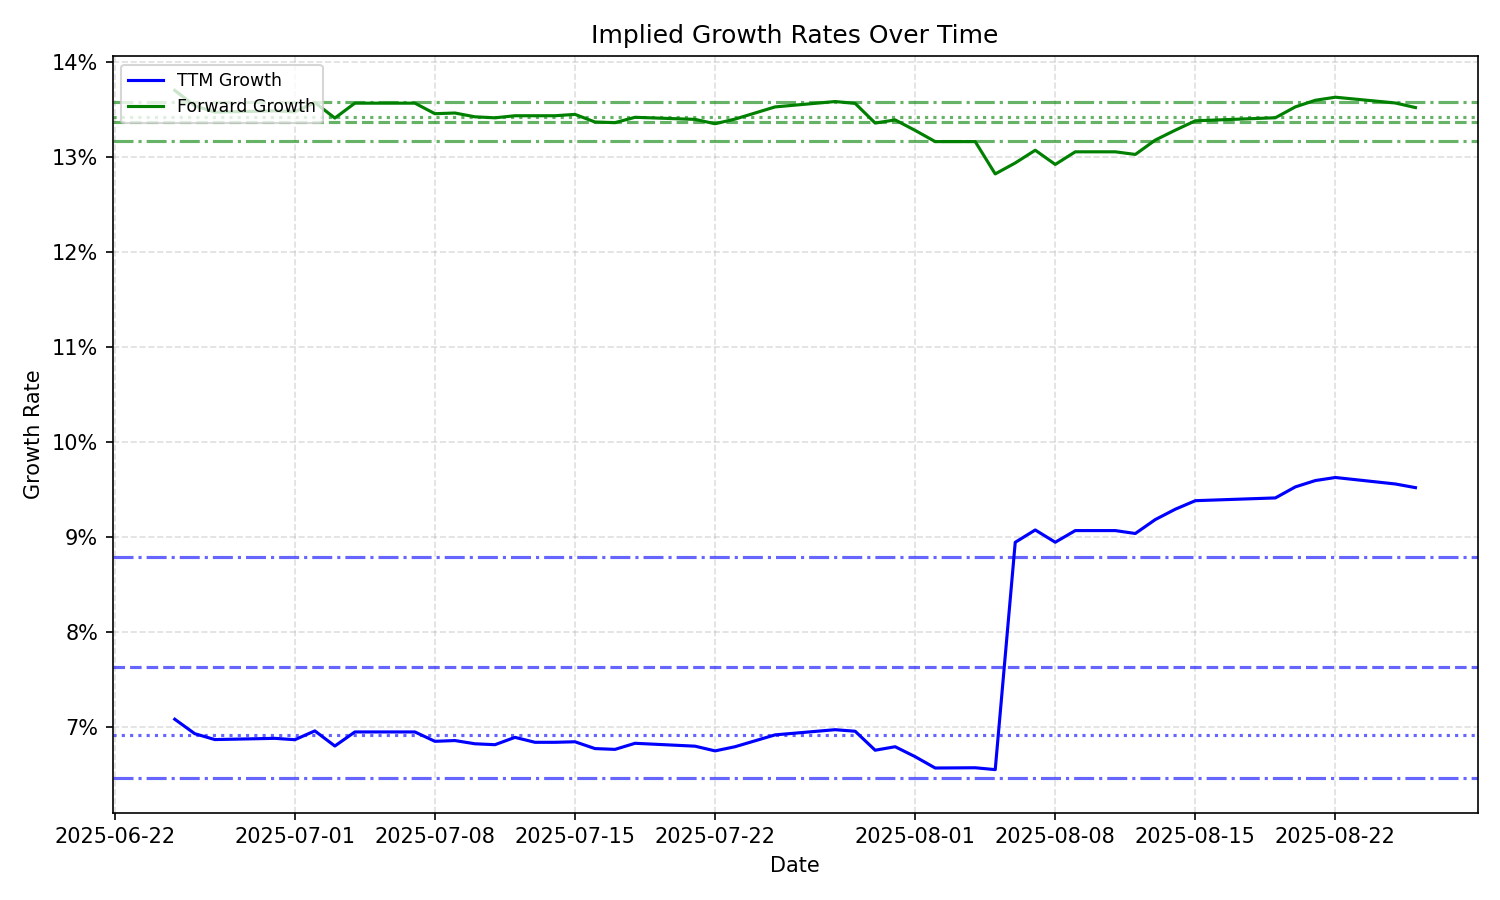 Implied Growth Rates Over Time
TTM Growth
Forward Growth
14%
13%
12%
11%
10%
9%
8%
7%
Growth Rate
2025-06-22 2025-07-01 2025-07-08 2025-07-15 2025-07-22 2025-08-01 2025-08-08 2025-08-15 2025-08-22
Date